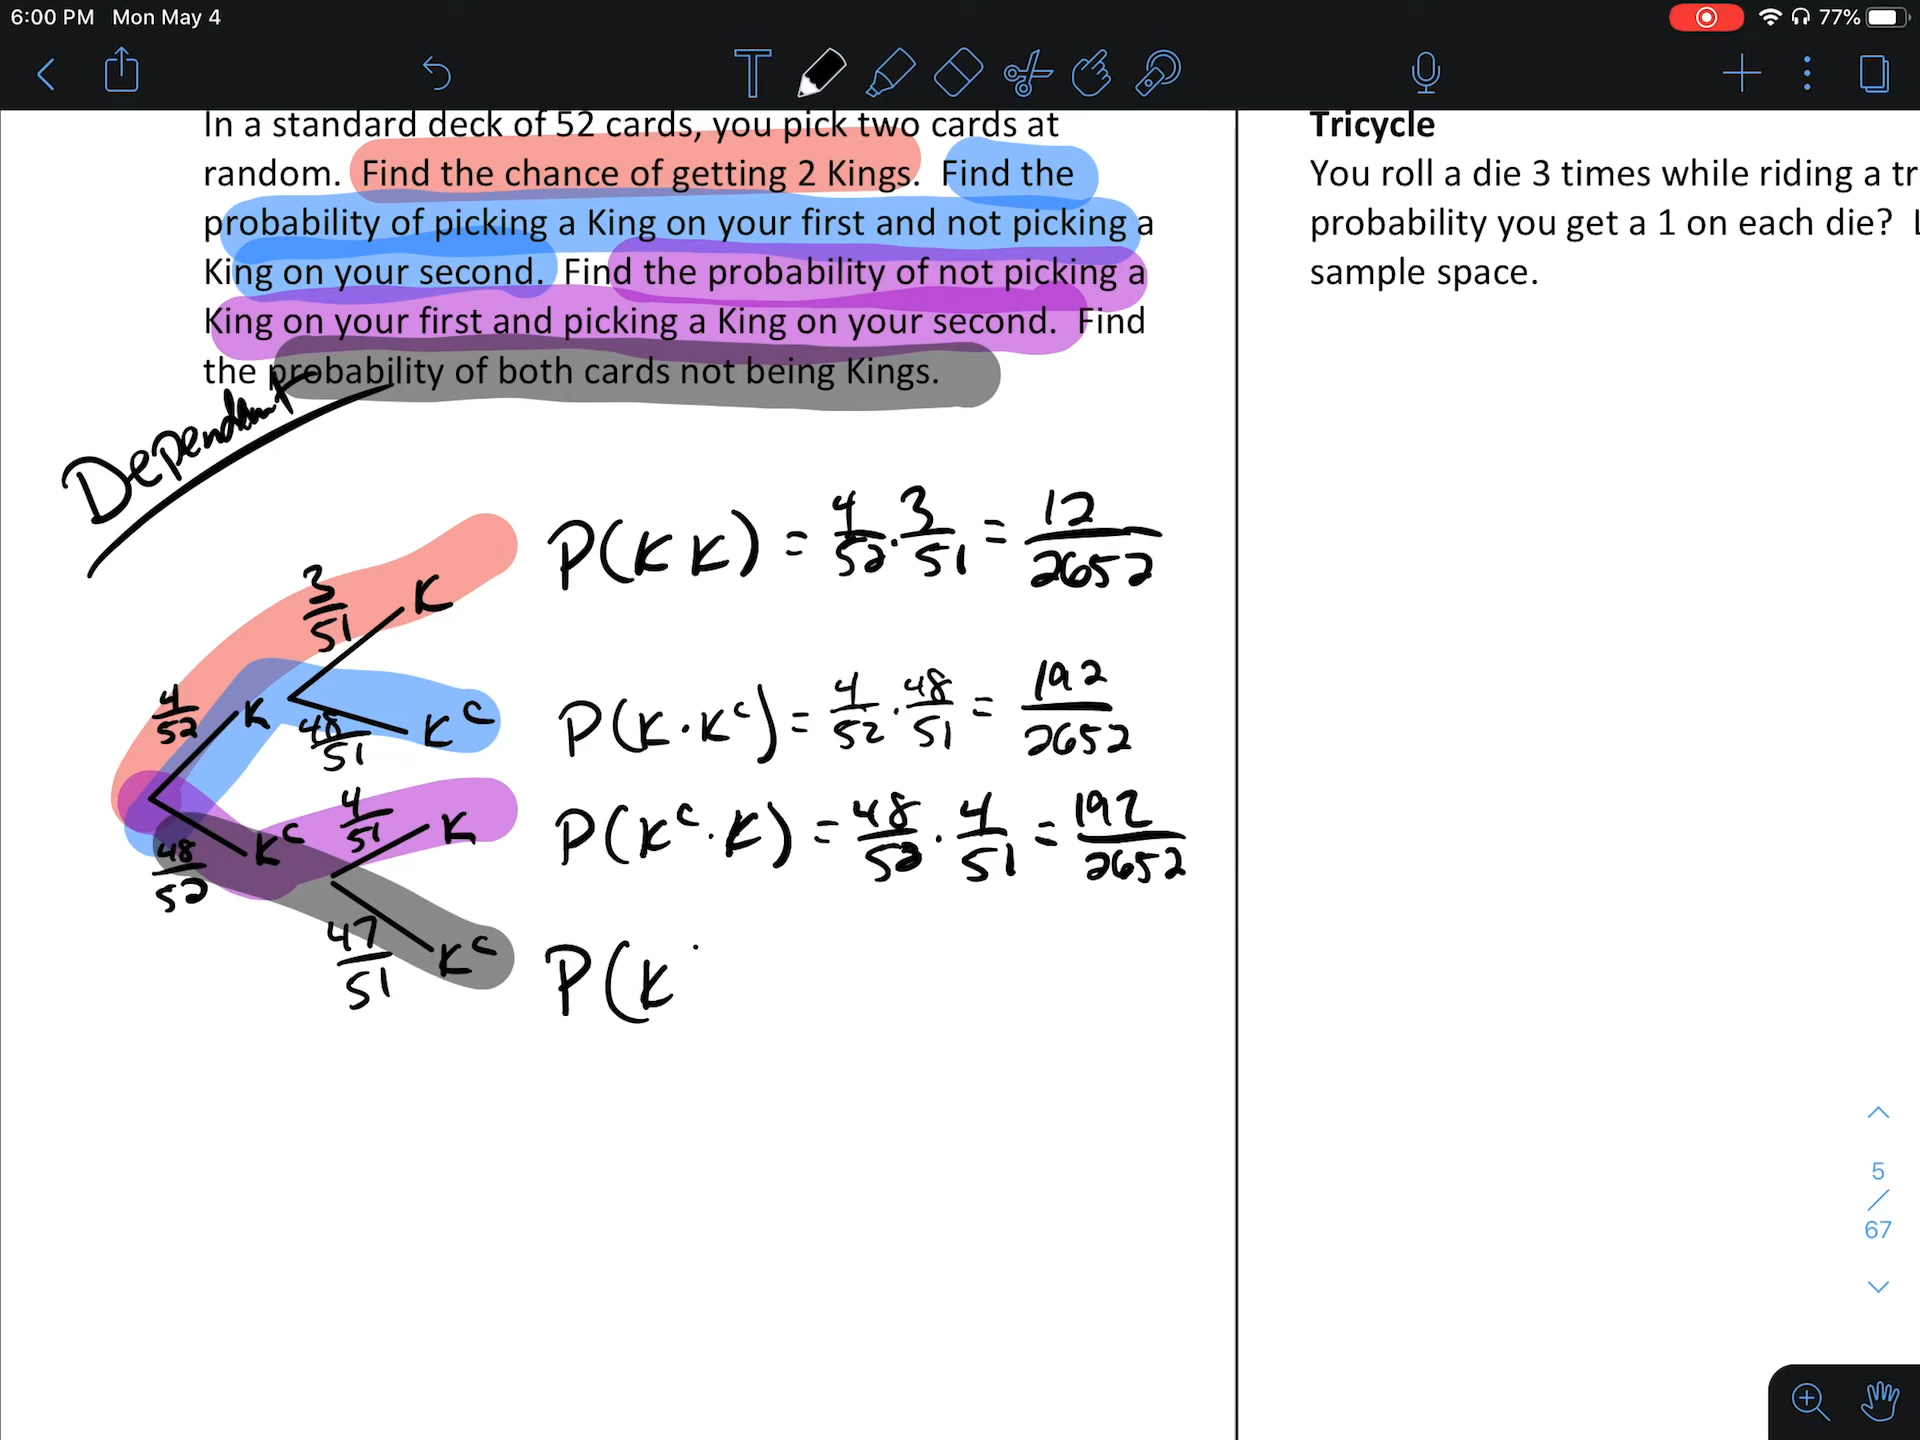 6:00 PM Mon May 4
77%
In a standard deck of 52 cards, you pick two cards at
random. Find the chance of getting 2 Kings. Find the
probability of picking a King on your first and not picking a
King on your second. Find the probability of not picking a
King on your first and picking a King on your second. Find
the probability of both cards not being Kings.
Dependent
4/52 K
3/51 K
48/51 K^c
48/52 K^c
4/51 K
47/51 K^c
P(K K) = 4/52 · 3/51 = 12/2652
P(K · K^c) = 4/52 · 48/51 = 192/2652
P(K^c · K) = 48/52 · 4/51 = 192/2652
P(K
Tricycle
You roll a die 3 times while riding a tr
probability you get a 1 on each die? L
sample space.
5
/
67